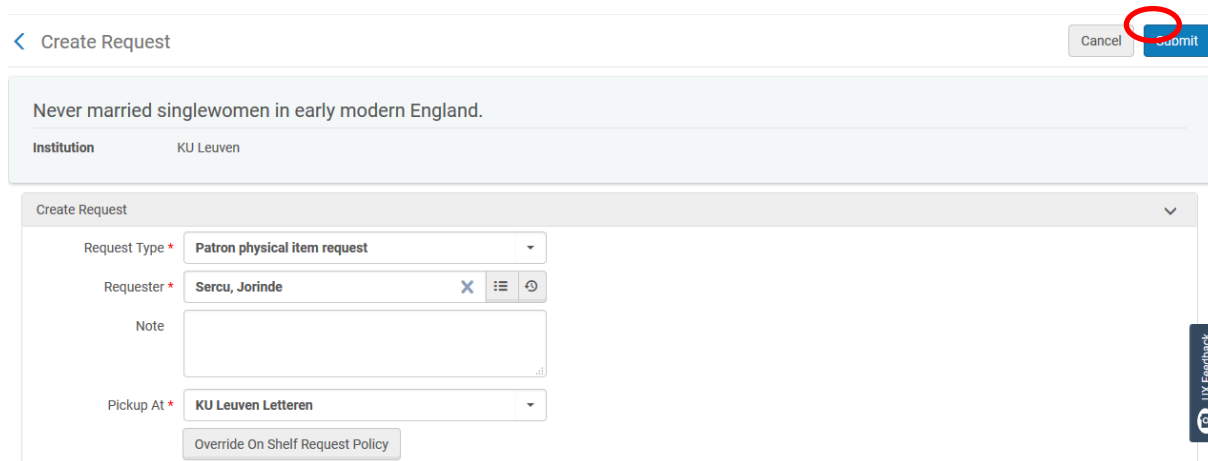 Create Request
Cancel
Submit
Never married singlewomen in early modern England.
Institution KU Leuven
Create Request
Request Type * Patron physical item request
Requester * Sercu, Jorinde
Note
Pickup At * KU Leuven Letteren
Override On Shelf Request Policy
UX Feedback